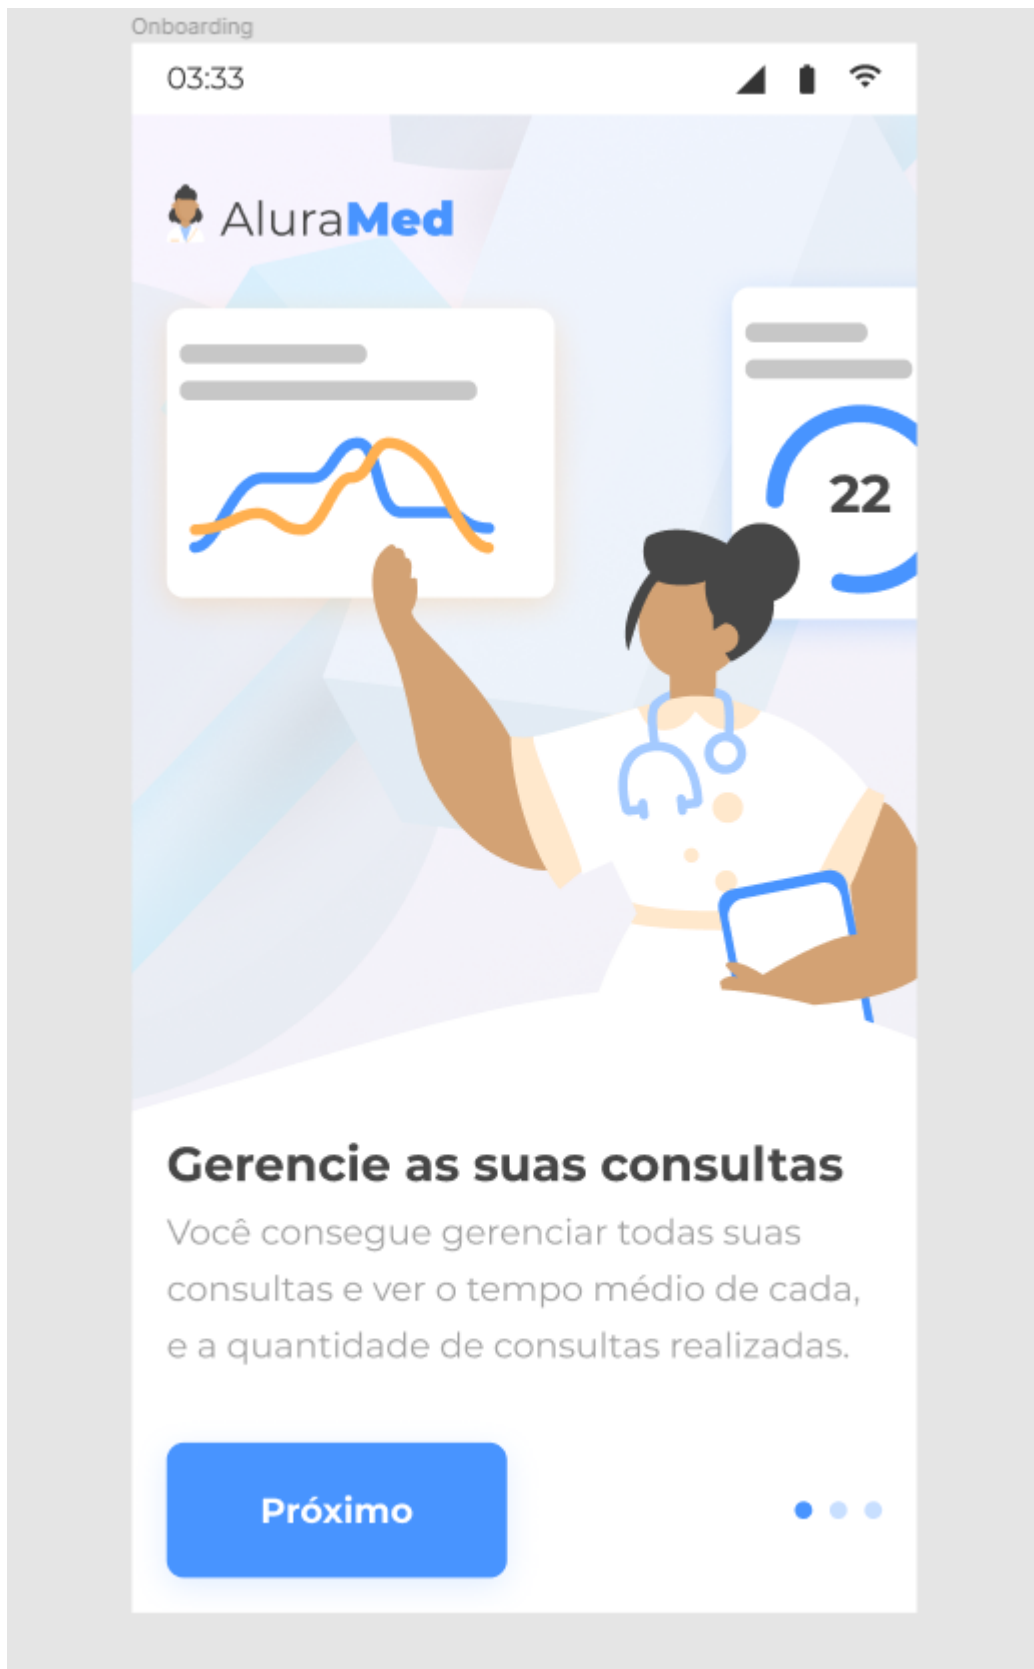 Onboarding
03:33
AluraMed
22
Gerencie as suas consultas
Você consegue gerenciar todas suas
consultas e ver o tempo médio de cada,
e a quantidade de consultas realizadas.
Próximo